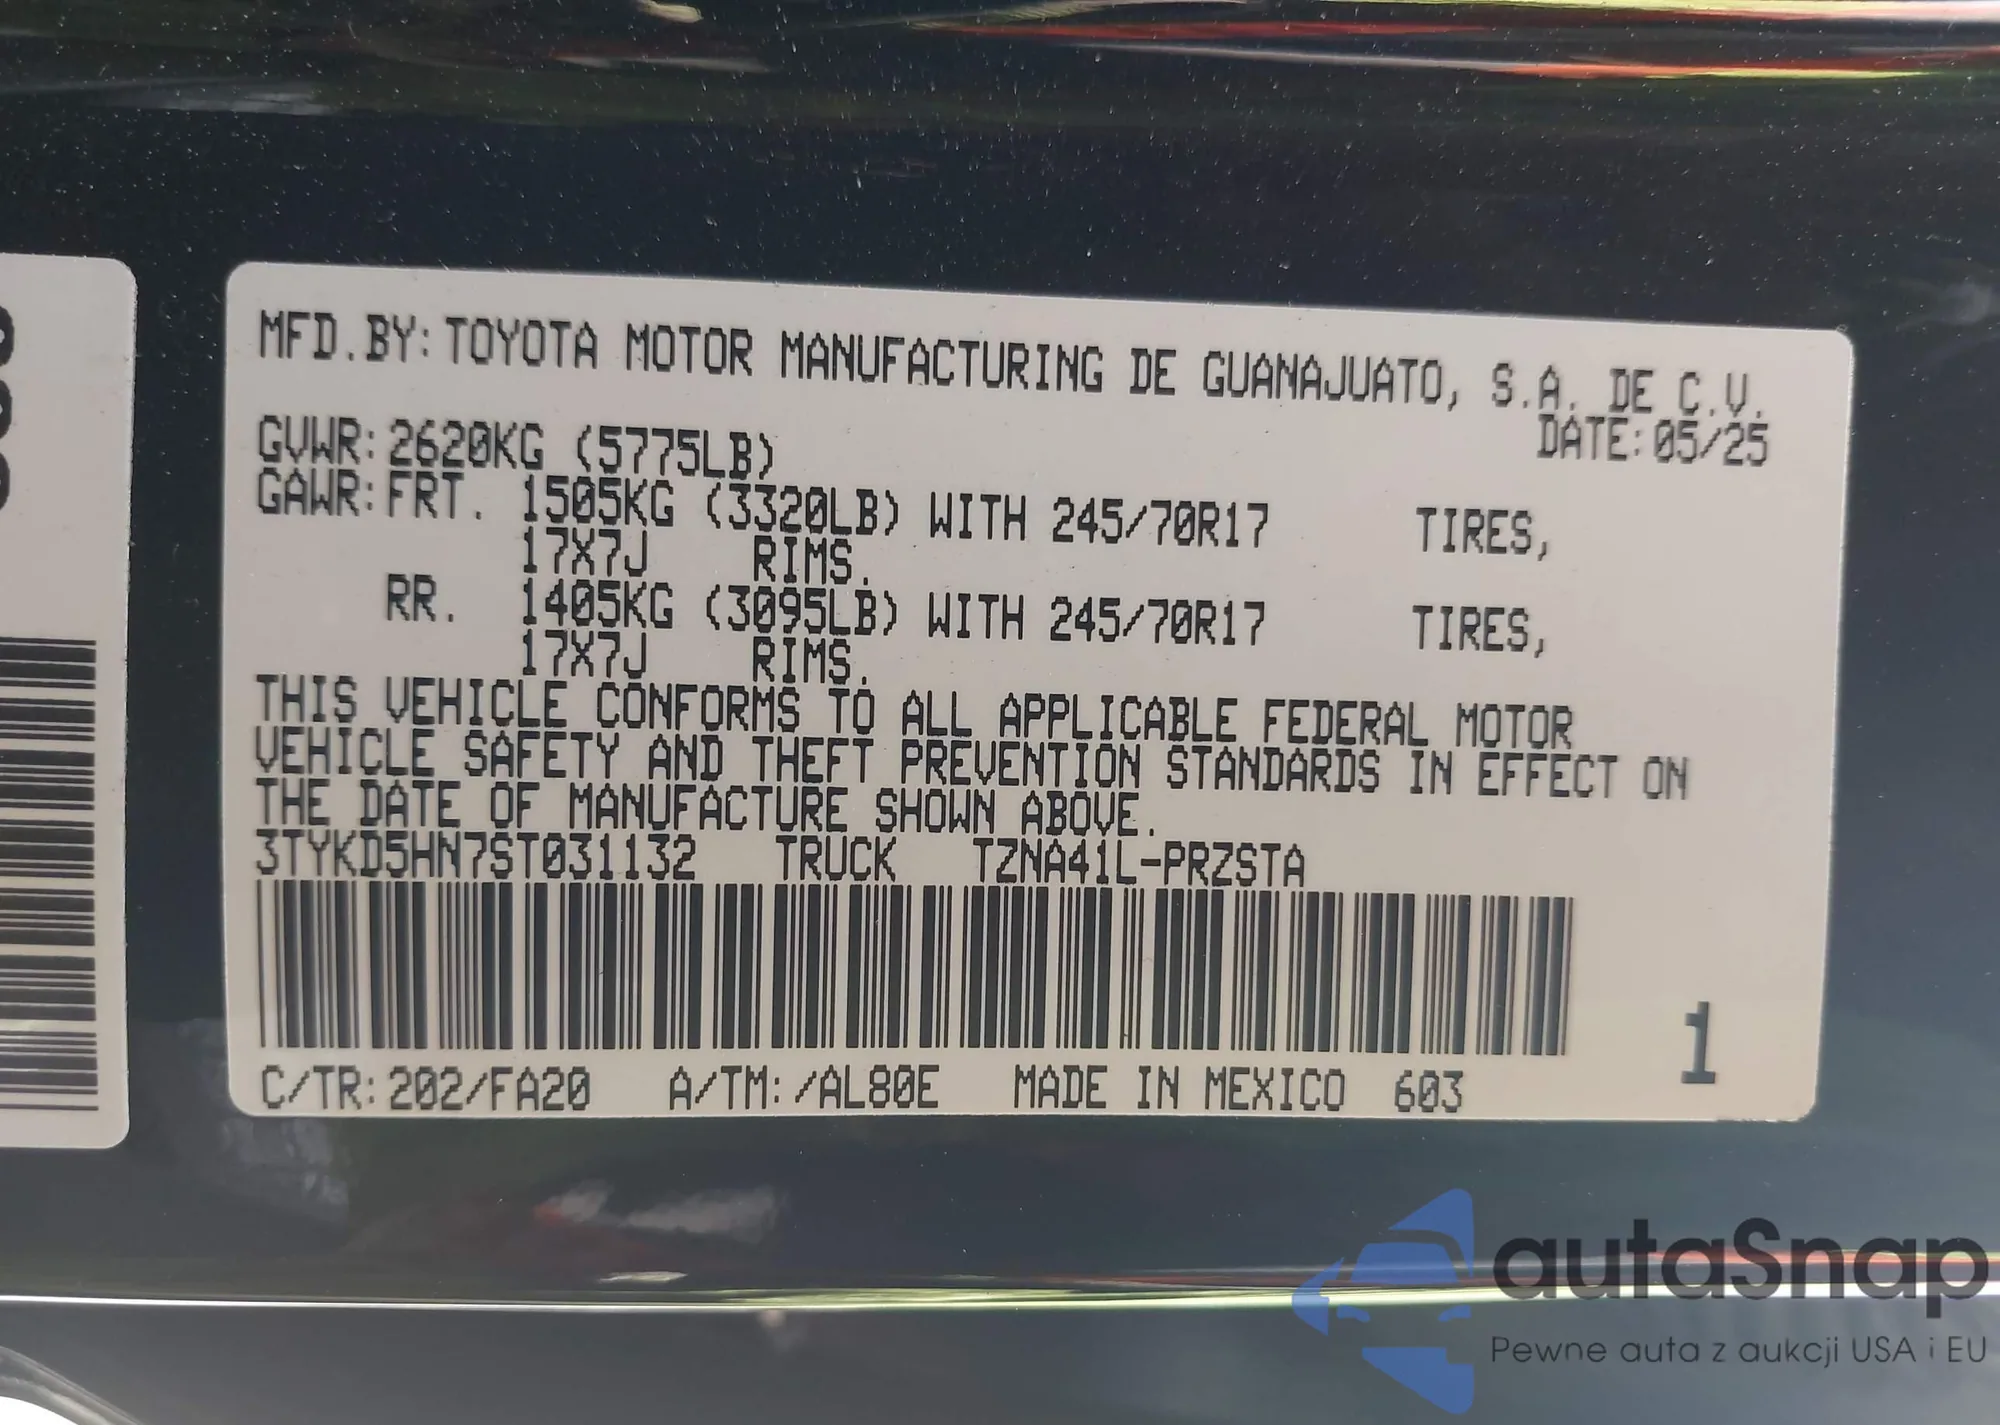 MFD.BY: TOYOTA MOTOR MANUFACTURING DE GUANAJUATO, S.A. DE C.V.
DATE: 05/25
GVWR: 2620KG (5775LB)
GAWR: FRT. 1505KG (3320LB) WITH 245/70R17 TIRES,
17X7J RIMS.
RR. 1405KG (3095LB) WITH 245/70R17 TIRES,
17X7J RIMS.
THIS VEHICLE CONFORMS TO ALL APPLICABLE FEDERAL MOTOR
VEHICLE SAFETY AND THEFT PREVENTION STANDARDS IN EFFECT ON
THE DATE OF MANUFACTURE SHOWN ABOVE.
3TYKD5HN7ST031132 TRUCK TZNA41L-PRZSTA
1
C/TR: 202/FA20 A/TM: /AL80E MADE IN MEXICO 603
autaSnap
Pewne auta z aukcji USA i EU